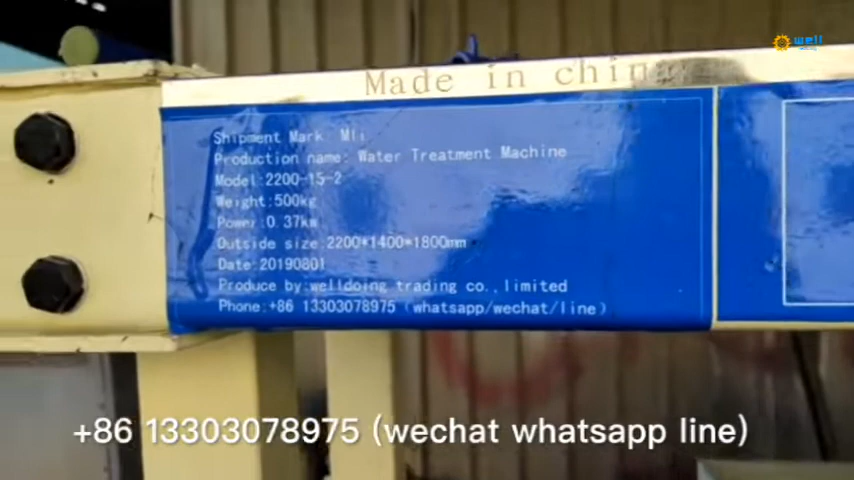 well
Made in china
Shipment Mark: Mli
Production name: Water Treatment Machine
Model:2200-15-2
Weight:500kg
Power:0.37kw
Outside size:2200*1400*1800mm
Date:20190801
Produce by:welldoing trading co.,limited
Phone:+86 13303078975 (whatsapp/wechat/line)
+86 13303078975 (wechat whatsapp line)